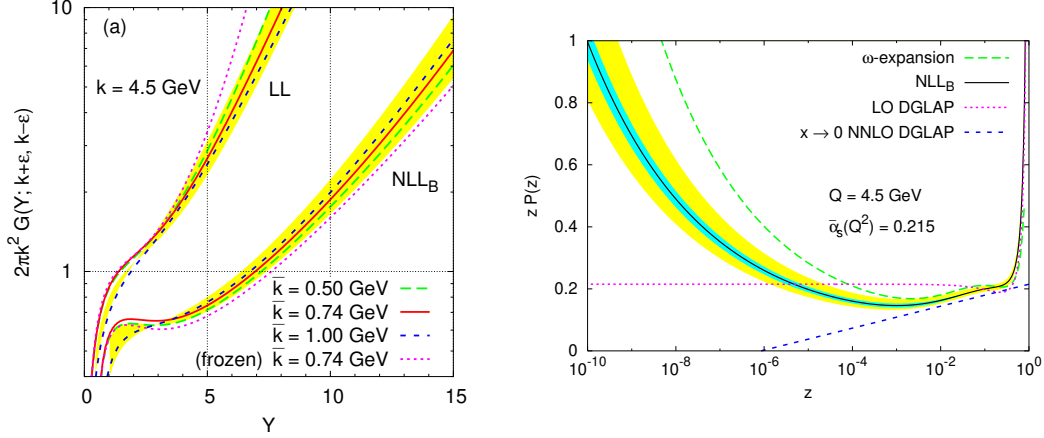 (a)
10
1
2πk² G(Y, k+ε, k−ε)
k = 4.5 GeV
LL
NLL_B
k̅ = 0.50 GeV
k̅ = 0.74 GeV
k̅ = 1.00 GeV
(frozen) k̅ = 0.74 GeV
0 5 10 15
Y
1
0.8
0.6
0.4
0.2
0
z P(z)
ω-expansion
NLL_B
LO DGLAP
x → 0 NNLO DGLAP
Q = 4.5 GeV
α̅_s(Q²) = 0.215
10⁻¹⁰ 10⁻⁸ 10⁻⁶ 10⁻⁴ 10⁻² 10⁰
z